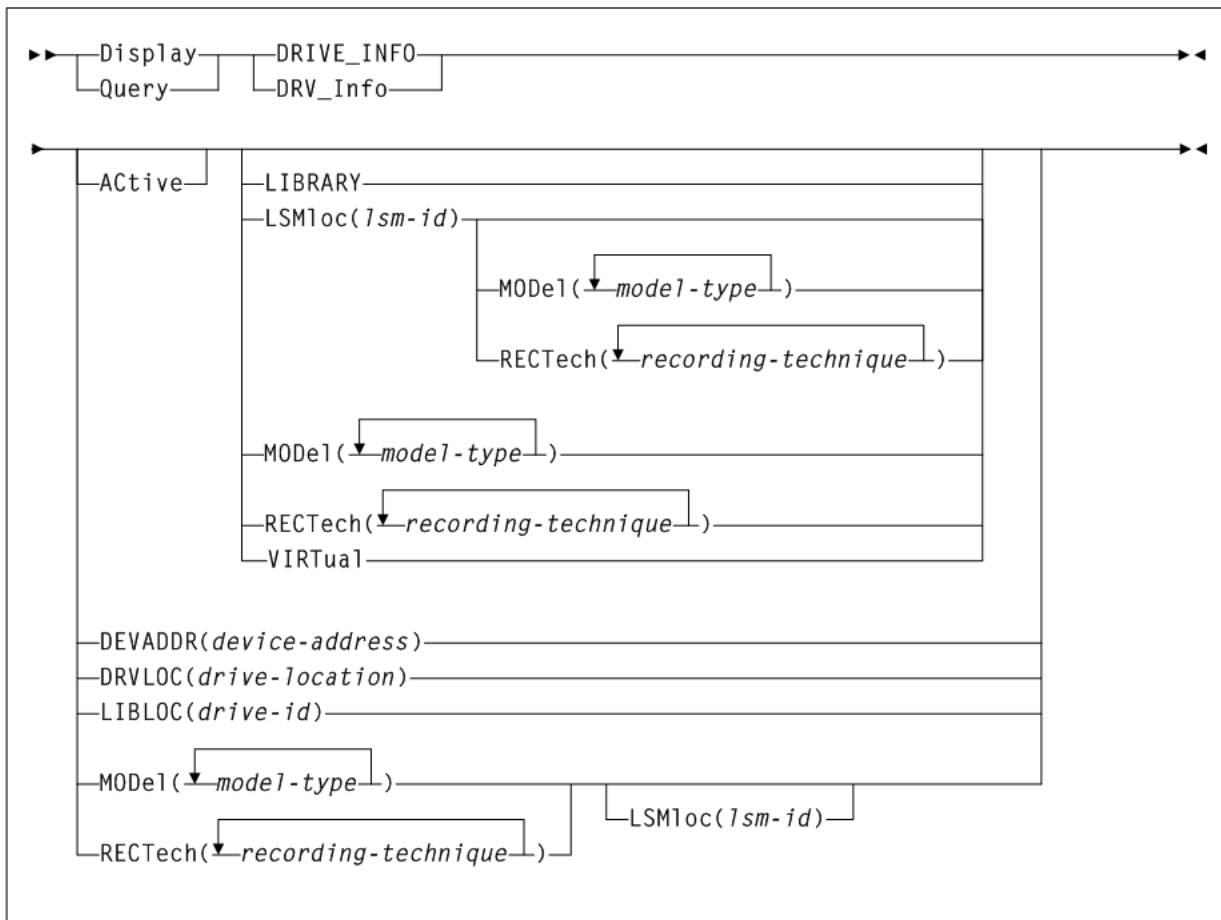 Display DRIVE_INFO
Query DRV_Info
ACtive
LIBRARY
LSMloc(lsm-id)
MODel( model-type )
RECTech( recording-technique )
MODel( model-type )
RECTech( recording-technique )
VIRTual
DEVADDR(device-address)
DRVLOC(drive-location)
LIBLOC(drive-id)
MODel( model-type )
LSMloc(lsm-id)
RECTech( recording-technique )